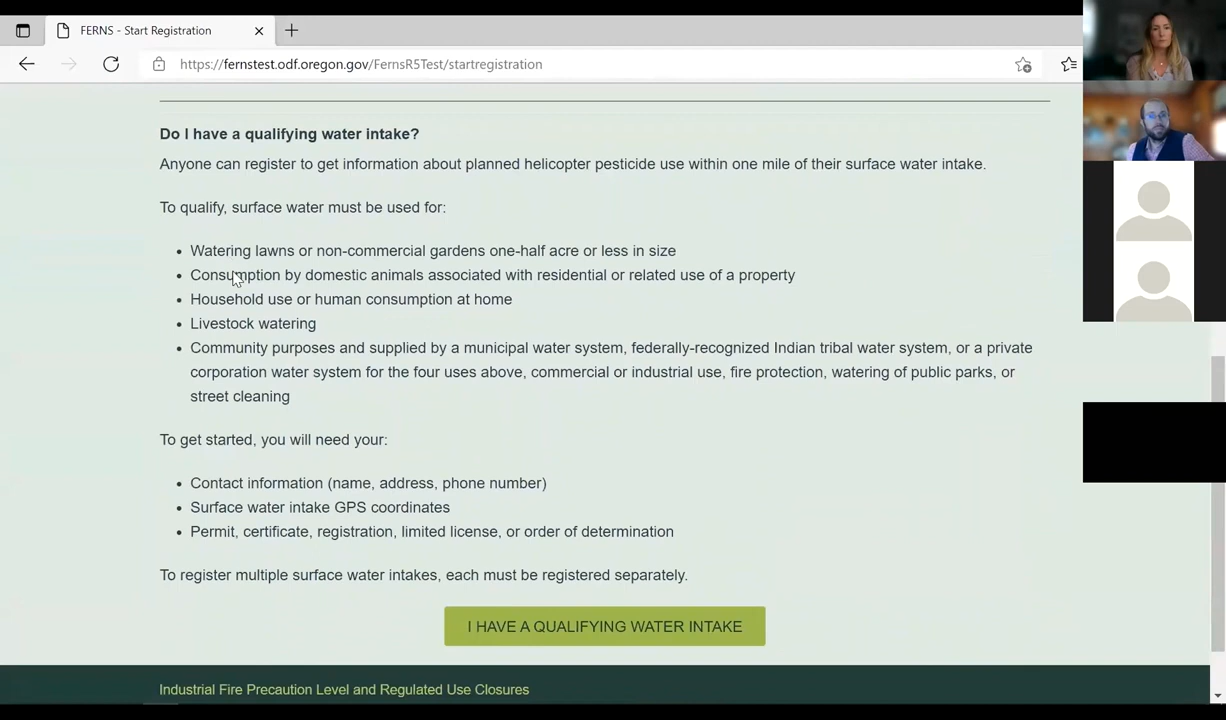 FERNS - Start Registration
https://fernstest.odf.oregon.gov/FernsR5Test/startregistration
Do I have a qualifying water intake?
Anyone can register to get information about planned helicopter pesticide use within one mile of their surface water intake.
To qualify, surface water must be used for:
Watering lawns or non-commercial gardens one-half acre or less in size
Consumption by domestic animals associated with residential or related use of a property
Household use or human consumption at home
Livestock watering
Community purposes and supplied by a municipal water system, federally-recognized Indian tribal water system, or a private
corporation water system for the four uses above, commercial or industrial use, fire protection, watering of public parks, or
street cleaning
To get started, you will need your:
Contact information (name, address, phone number)
Surface water intake GPS coordinates
Permit, certificate, registration, limited license, or order of determination
To register multiple surface water intakes, each must be registered separately.
I HAVE A QUALIFYING WATER INTAKE
Industrial Fire Precaution Level and Regulated Use Closures